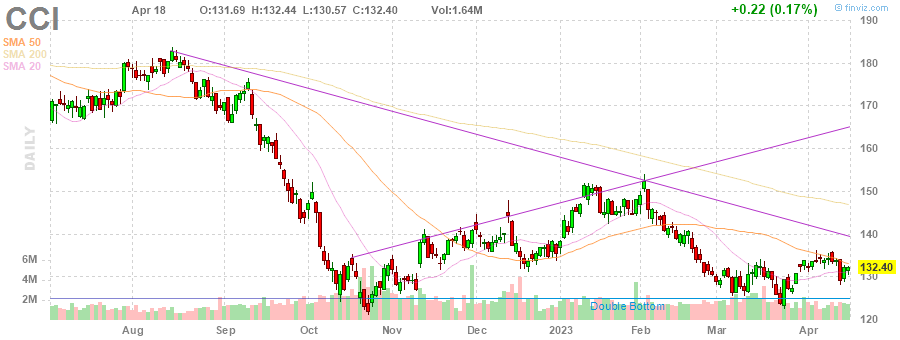 CCI Apr 18 O:131.69 H:132.44 L:130.57 C:132.40 Vol:1.64M +0.22 (0.17%) © finviz.com
SMA 50
SMA 200
SMA 20
DAILY
190
180
170
160
150
140
132.40
130
120
6M
4M
2M
Double Bottom
Aug Sep Oct Nov Dec 2023 Feb Mar Apr